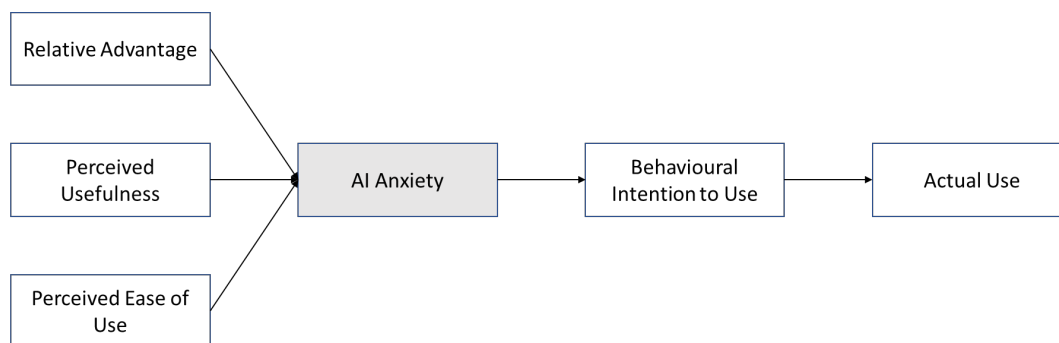 Relative Advantage
Perceived
Usefulness
Perceived Ease of
Use
AI Anxiety
Behavioural
Intention to Use
Actual Use